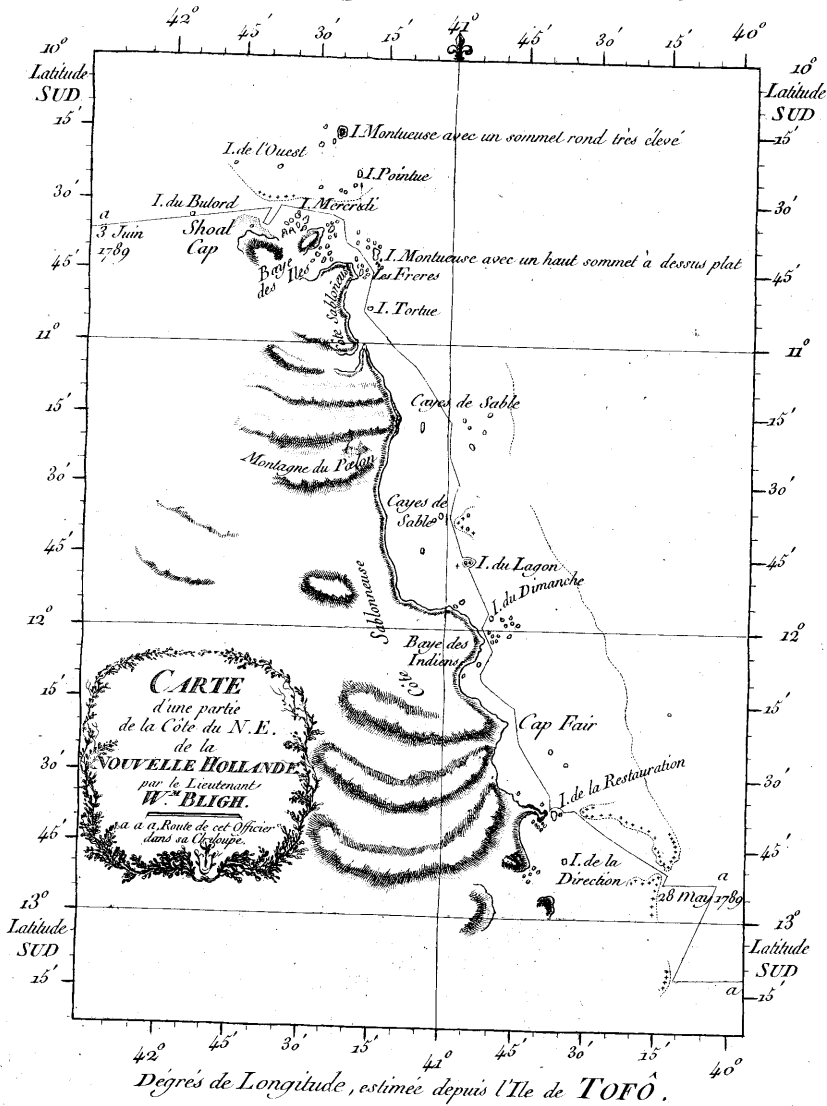 42° 15' 30' 45' 41° 45' 30' 15' 40°
10°
Latitude
SUD
10°
Latitude
SUD
15'
15'
I. Montueuse avec un sommet rond très élevé
I. de l'Ouest
I. Pointue
30'
30'
I. du Butord
I. Mercredi
a
3 Juin
1789
Shoal
Cap
Baye
des Iles
I. Montueuse avec un haut sommet à dessus plat
Les Freres
45'
45'
Côte Sabloneuse
I. Tortue
11°
11°
Cayes de Sable
15'
15'
Montagne du Pælon
30'
30'
Cayes de
Sable
45'
45'
I. du Lagon
I. du Dimanche
Sablonneuse
12°
12°
Baye des
Indiens
Côte
15'
15'
Cap Fair
CARTE
d'une partie
de la Côte du N.E.
de la
NOUVELLE HOLLANDE
par le Lieutenant
W.m BLIGH.
a a a, Route de cet Officier
dans sa Chaloupe.
30'
30'
I. de la Restauration
45'
45'
I. de la
Direction
a
28 May 1789
13°
13°
Latitude
SUD
Latitude
SUD
15'
15'
a
42° 15' 30' 45' 41° 45' 30' 15' 40°
Dégrés de Longitude, estimée depuis l'Ile de TOFÔ.